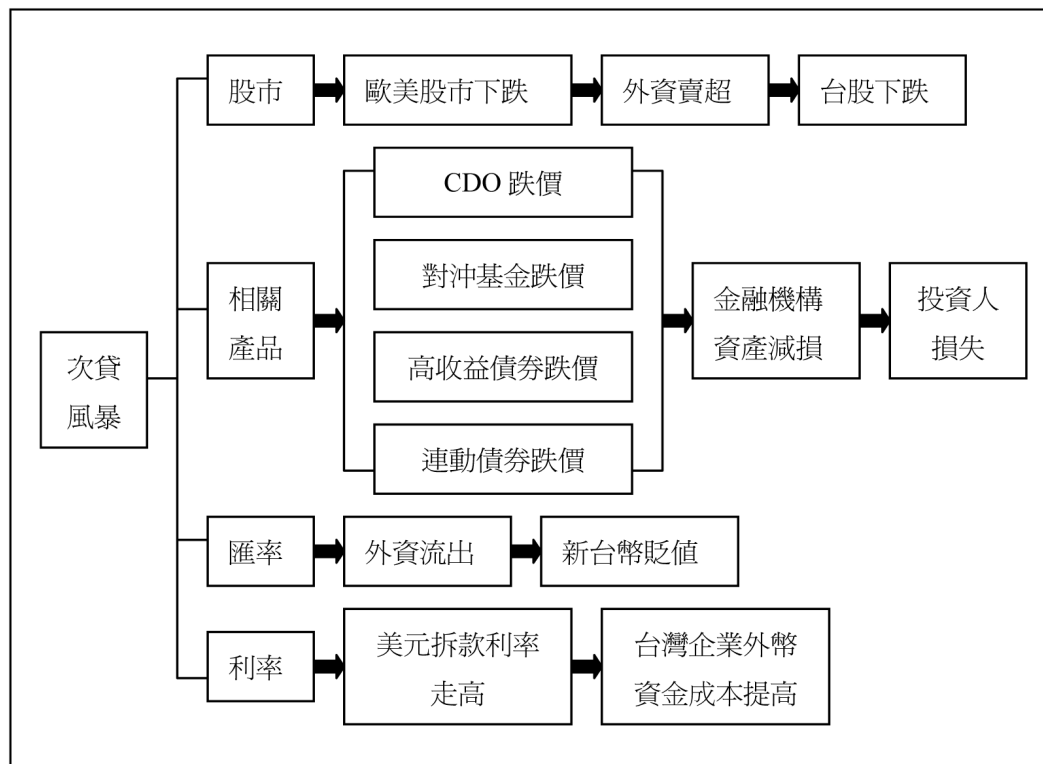 股市
歐美股市下跌
外資賣超
台股下跌
CDO 跌價
對沖基金跌價
高收益債券跌價
連動債券跌價
相關
產品
金融機構
資產減損
投資人
損失
次貸
風暴
匯率
外資流出
新台幣貶值
利率
美元拆款利率
走高
台灣企業外幣
資金成本提高